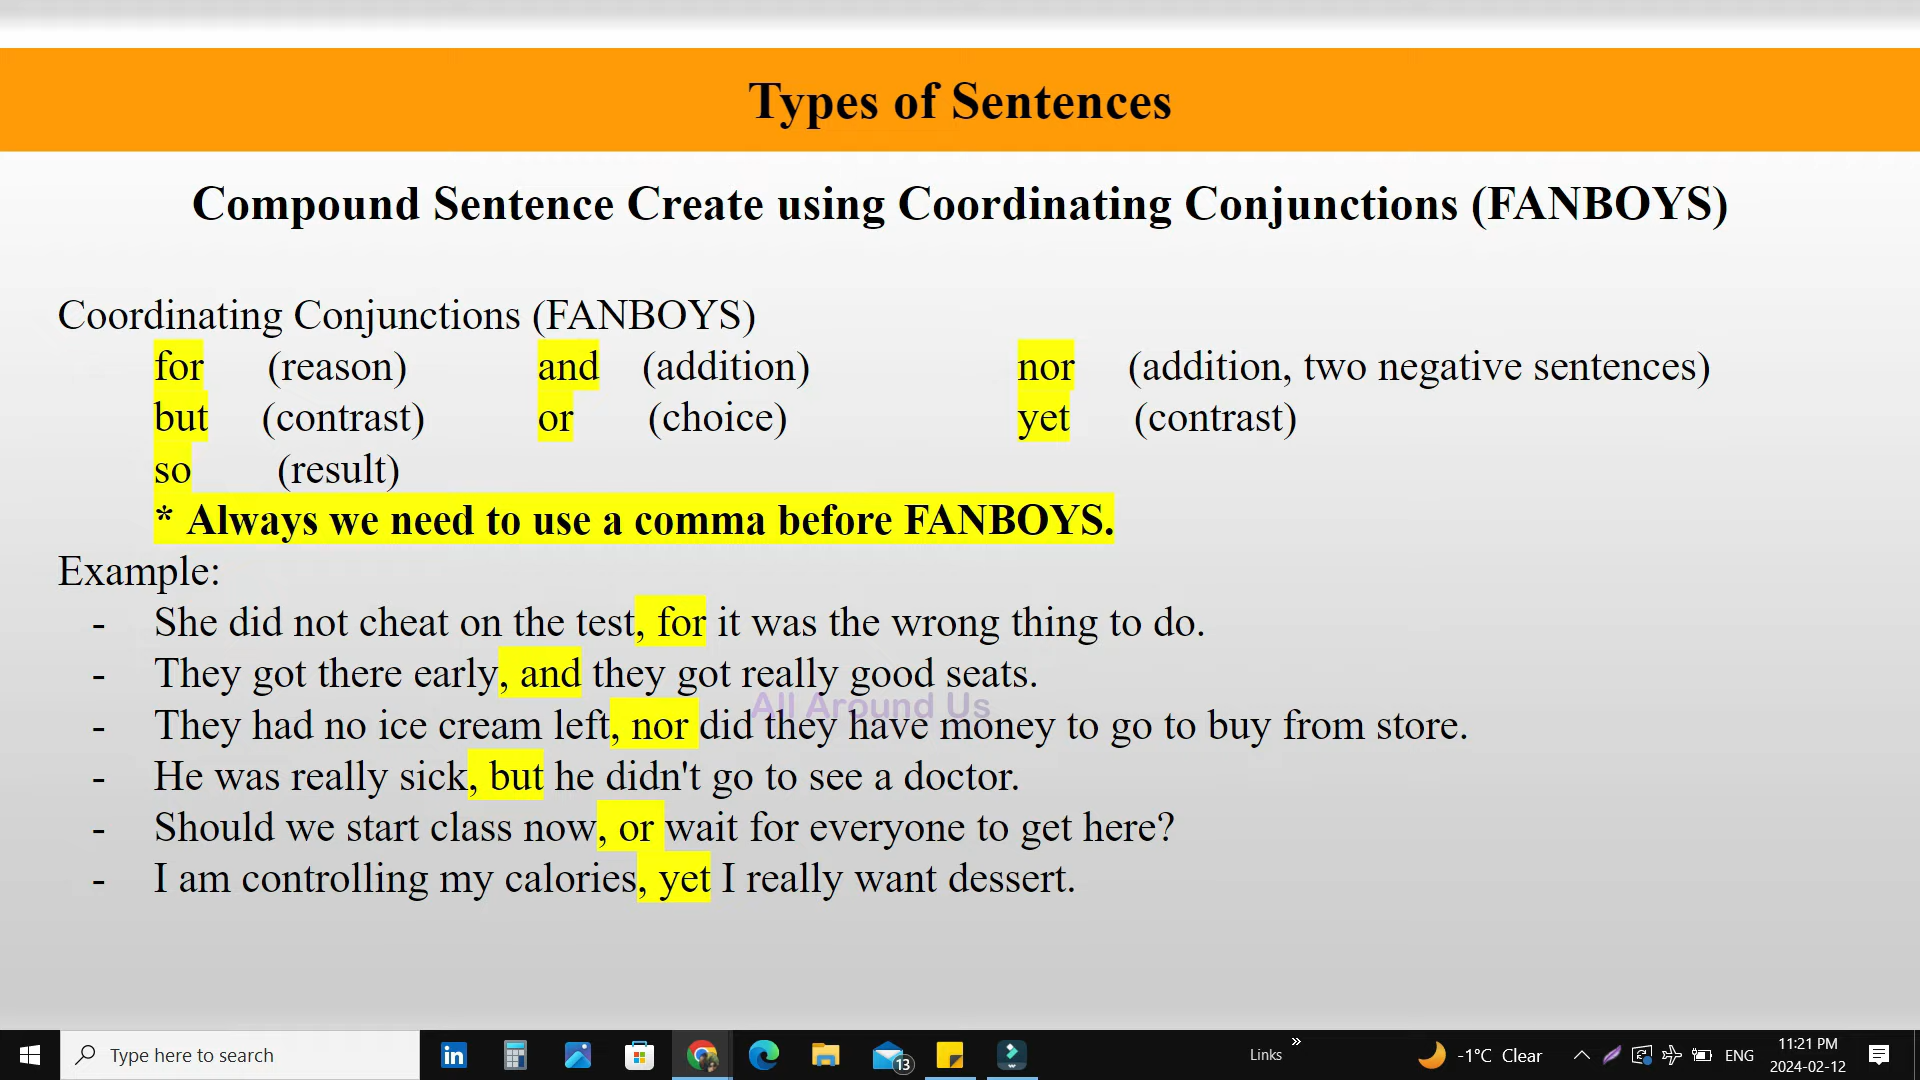 Types of Sentences
Compound Sentence Create using Coordinating Conjunctions (FANBOYS)
Coordinating Conjunctions (FANBOYS)
for (reason) and (addition) nor (addition, two negative sentences)
but (contrast) or (choice) yet (contrast)
so (result)
* Always we need to use a comma before FANBOYS.
Example:
- She did not cheat on the test, for it was the wrong thing to do.
- They got there early, and they got really good seats.
All Around Us
- They had no ice cream left, nor did they have money to go to buy from store.
- He was really sick, but he didn't go to see a doctor.
- Should we start class now, or wait for everyone to get here?
- I am controlling my calories, yet I really want dessert.
Type here to search
in
13
Links »
-1°C Clear
ENG
11:21 PM
2024-02-12